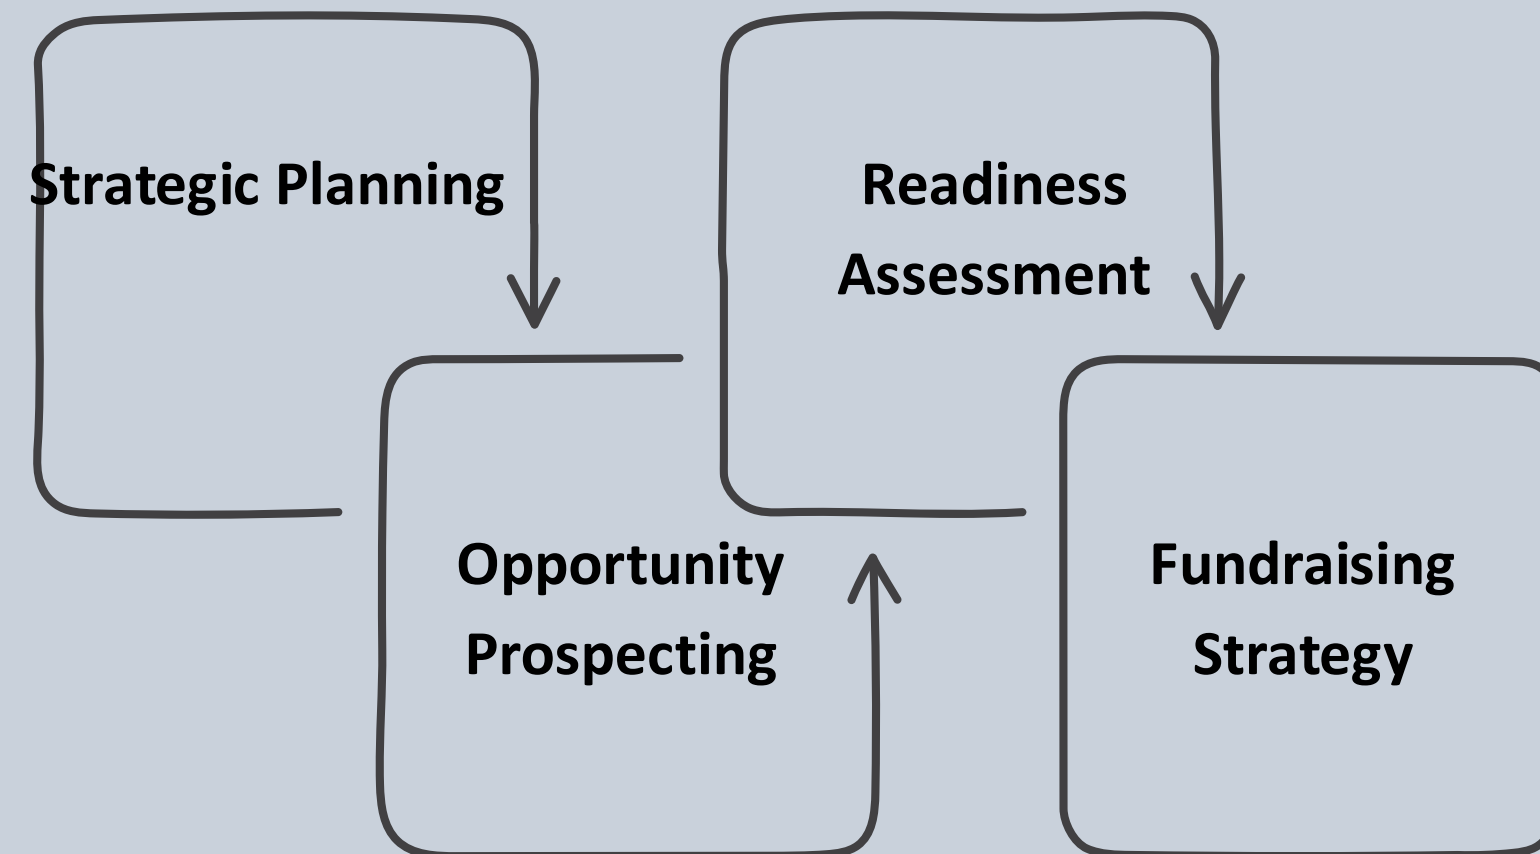 Strategic Planning
Opportunity
Prospecting
Readiness
Assessment
Fundraising
Strategy